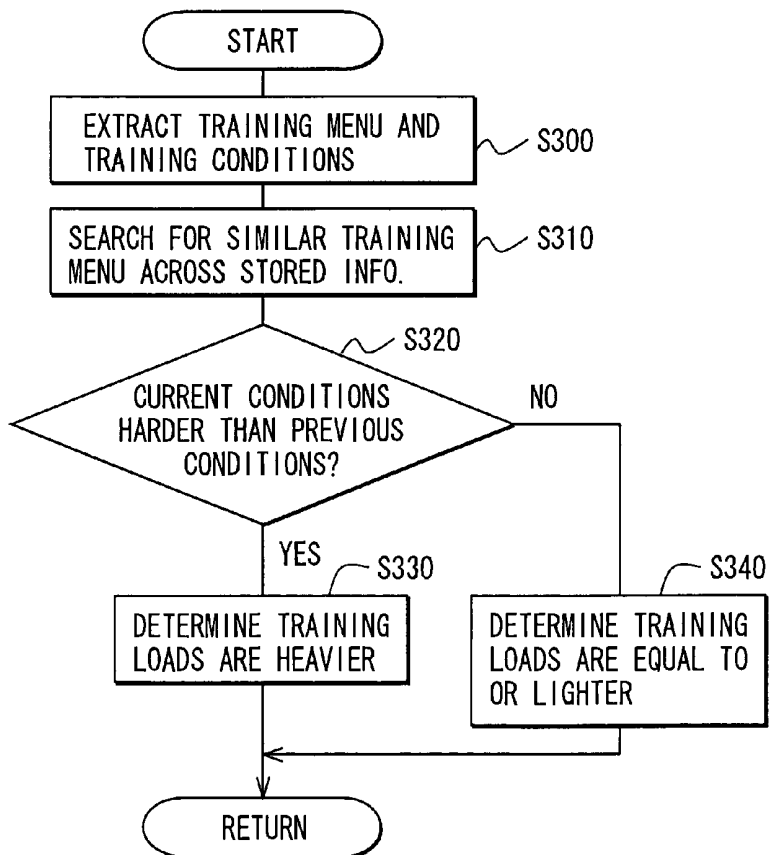 START
EXTRACT TRAINING MENU AND
TRAINING CONDITIONS
S300
SEARCH FOR SIMILAR TRAINING
MENU ACROSS STORED INFO.
S310
S320
CURRENT CONDITIONS
HARDER THAN PREVIOUS
CONDITIONS?
NO
YES
S330
DETERMINE TRAINING
LOADS ARE HEAVIER
S340
DETERMINE TRAINING
LOADS ARE EQUAL TO
OR LIGHTER
RETURN